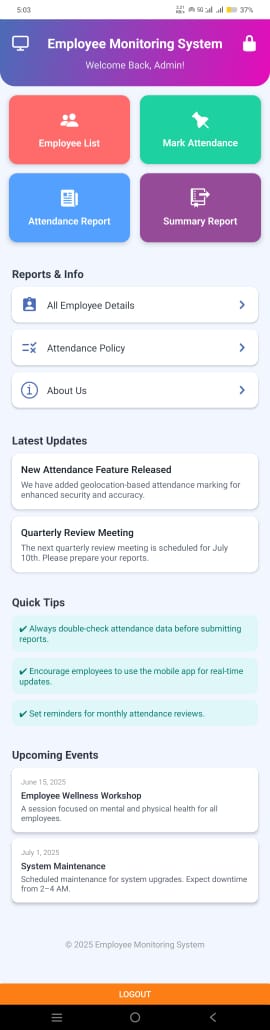 5:03
3.21 KB/s 5G 37%
Employee Monitoring System
Welcome Back, Admin!
Employee List
Mark Attendance
Attendance Report
Summary Report
Reports & Info
All Employee Details
Attendance Policy
About Us
Latest Updates
New Attendance Feature Released
We have added geolocation-based attendance marking for
enhanced security and accuracy.
Quarterly Review Meeting
The next quarterly review meeting is scheduled for July
10th. Please prepare your reports.
Quick Tips
✔ Always double-check attendance data before submitting
reports.
✔ Encourage employees to use the mobile app for real-time
updates.
✔ Set reminders for monthly attendance reviews.
Upcoming Events
June 15, 2025
Employee Wellness Workshop
A session focused on mental and physical health for all
employees.
July 1, 2025
System Maintenance
Scheduled maintenance for system upgrades. Expect downtime
from 2–4 AM.
© 2025 Employee Monitoring System
LOGOUT